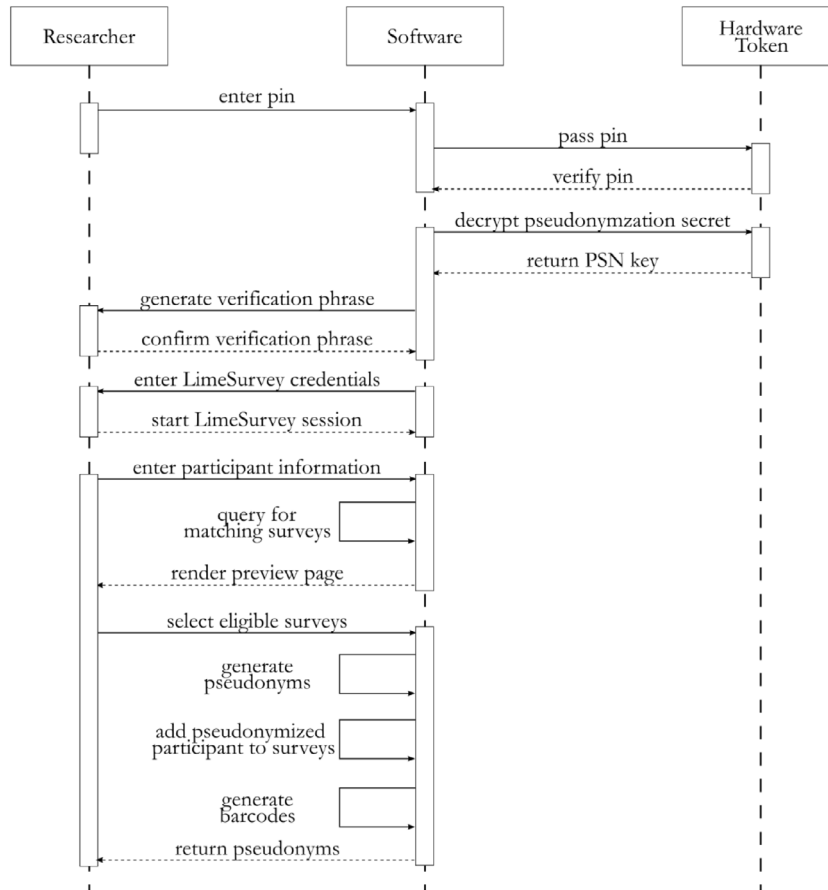 Researcher
Software
Hardware
Token
enter pin
pass pin
verify pin
decrypt pseudonymzation secret
return PSN key
generate verification phrase
confirm verification phrase
enter LimeSurvey credentials
start LimeSurvey session
enter participant information
query for
matching surveys
render preview page
select eligible surveys
generate
pseudonyms
add pseudonymized
participant to surveys
generate
barcodes
return pseudonyms